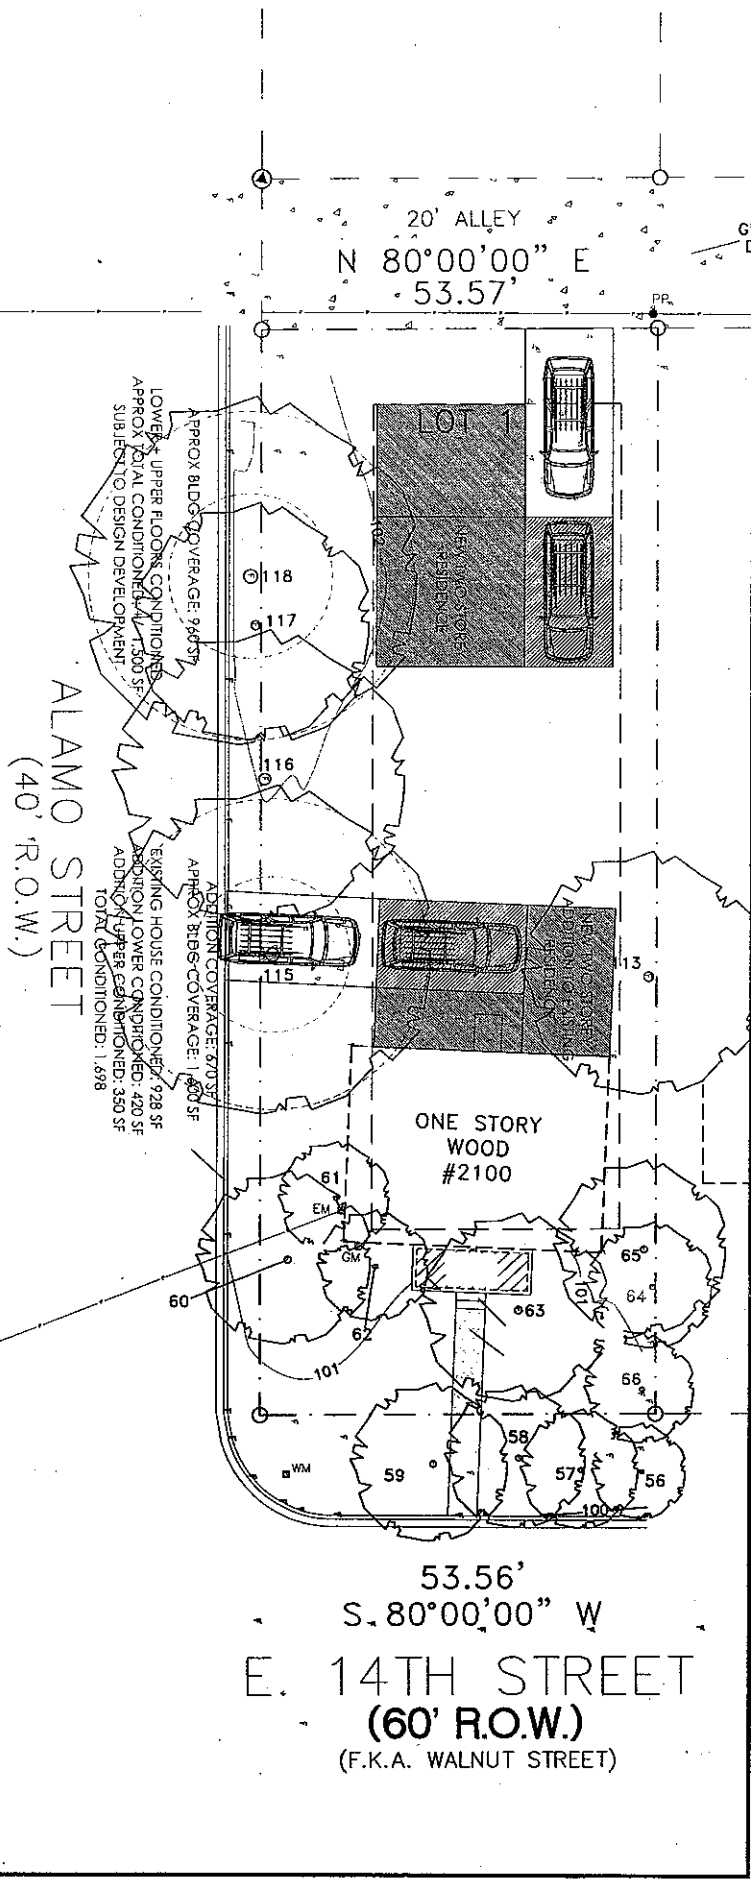 20' ALLEY
N 80°00'00" E
53.57'
G
D
PP
LOT 1
NEW TWO STORY
RESIDENCE
102
APPROX BLDG COVERAGE: 960 SF
LOWER + UPPER FLOORS CONDITIONED
APPROX TOTAL CONDITIONED: +/- 1,500 SF
SUBJECT TO DESIGN DEVELOPMENT
118
117
116
ALAMO STREET
(40' R.O.W.)
ADDITION COVERAGE: 670 SF
APPROX BLDG COVERAGE: 1,600 SF
EXISTING HOUSE CONDITIONED: 928 SF
ADDITION LOWER CONDITIONED: 420 SF
ADDITION UPPER CONDITIONED: 350 SF
TOTAL CONDITIONED: 1,698
NEW TWO STORY
ADDITION TO EXISTING
RESIDENCE
113
115
ONE STORY
WOOD
#2100
61
EM
GM
60
62
65
64
101
63
101
66
58
59
57
56
WM
100
53.56'
S 80°00'00" W
E. 14TH STREET
(60' R.O.W.)
(F.K.A. WALNUT STREET)